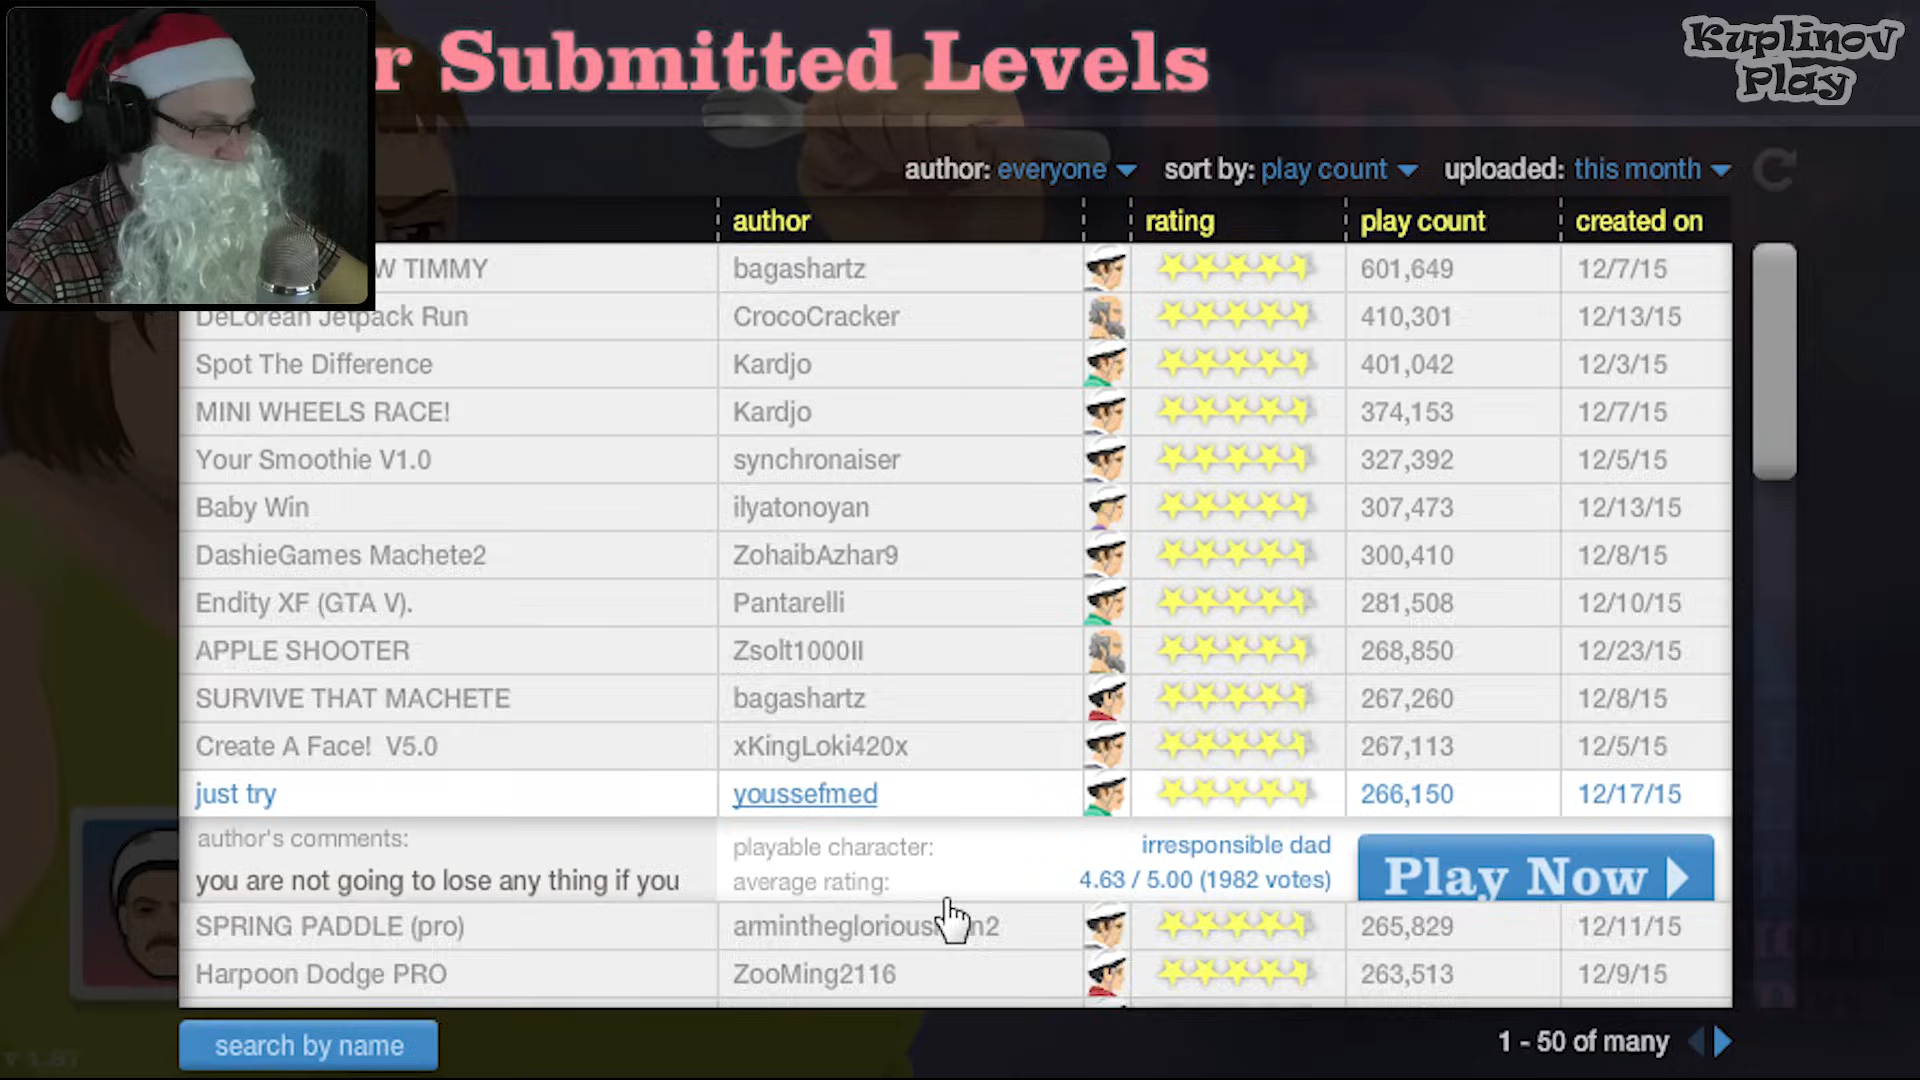 r Submitted Levels
Kuplinov
Play
author: everyone sort by: play count uploaded: this month
author rating play count created on
W TIMMY bagashartz 601,649 12/7/15
DeLorean Jetpack Run CrocoCracker 410,301 12/13/15
Spot The Difference Kardjo 401,042 12/3/15
MINI WHEELS RACE! Kardjo 374,153 12/7/15
Your Smoothie V1.0 synchronaiser 327,392 12/5/15
Baby Win ilyatonoyan 307,473 12/13/15
DashieGames Machete2 ZohaibAzhar9 300,410 12/8/15
Endity XF (GTA V). Pantarelli 281,508 12/10/15
APPLE SHOOTER Zsolt1000II 268,850 12/23/15
SURVIVE THAT MACHETE bagashartz 267,260 12/8/15
Create A Face! V5.0 xKingLoki420x 267,113 12/5/15
just try youssefmed 266,150 12/17/15
author's comments: playable character: irresponsible dad
you are not going to lose any thing if you average rating: 4.63 / 5.00 (1982 votes) Play Now
SPRING PADDLE (pro) 265,829 12/11/15
Harpoon Dodge PRO ZooMing2116 263,513 12/9/15
search by name 1 - 50 of many
v 1.87